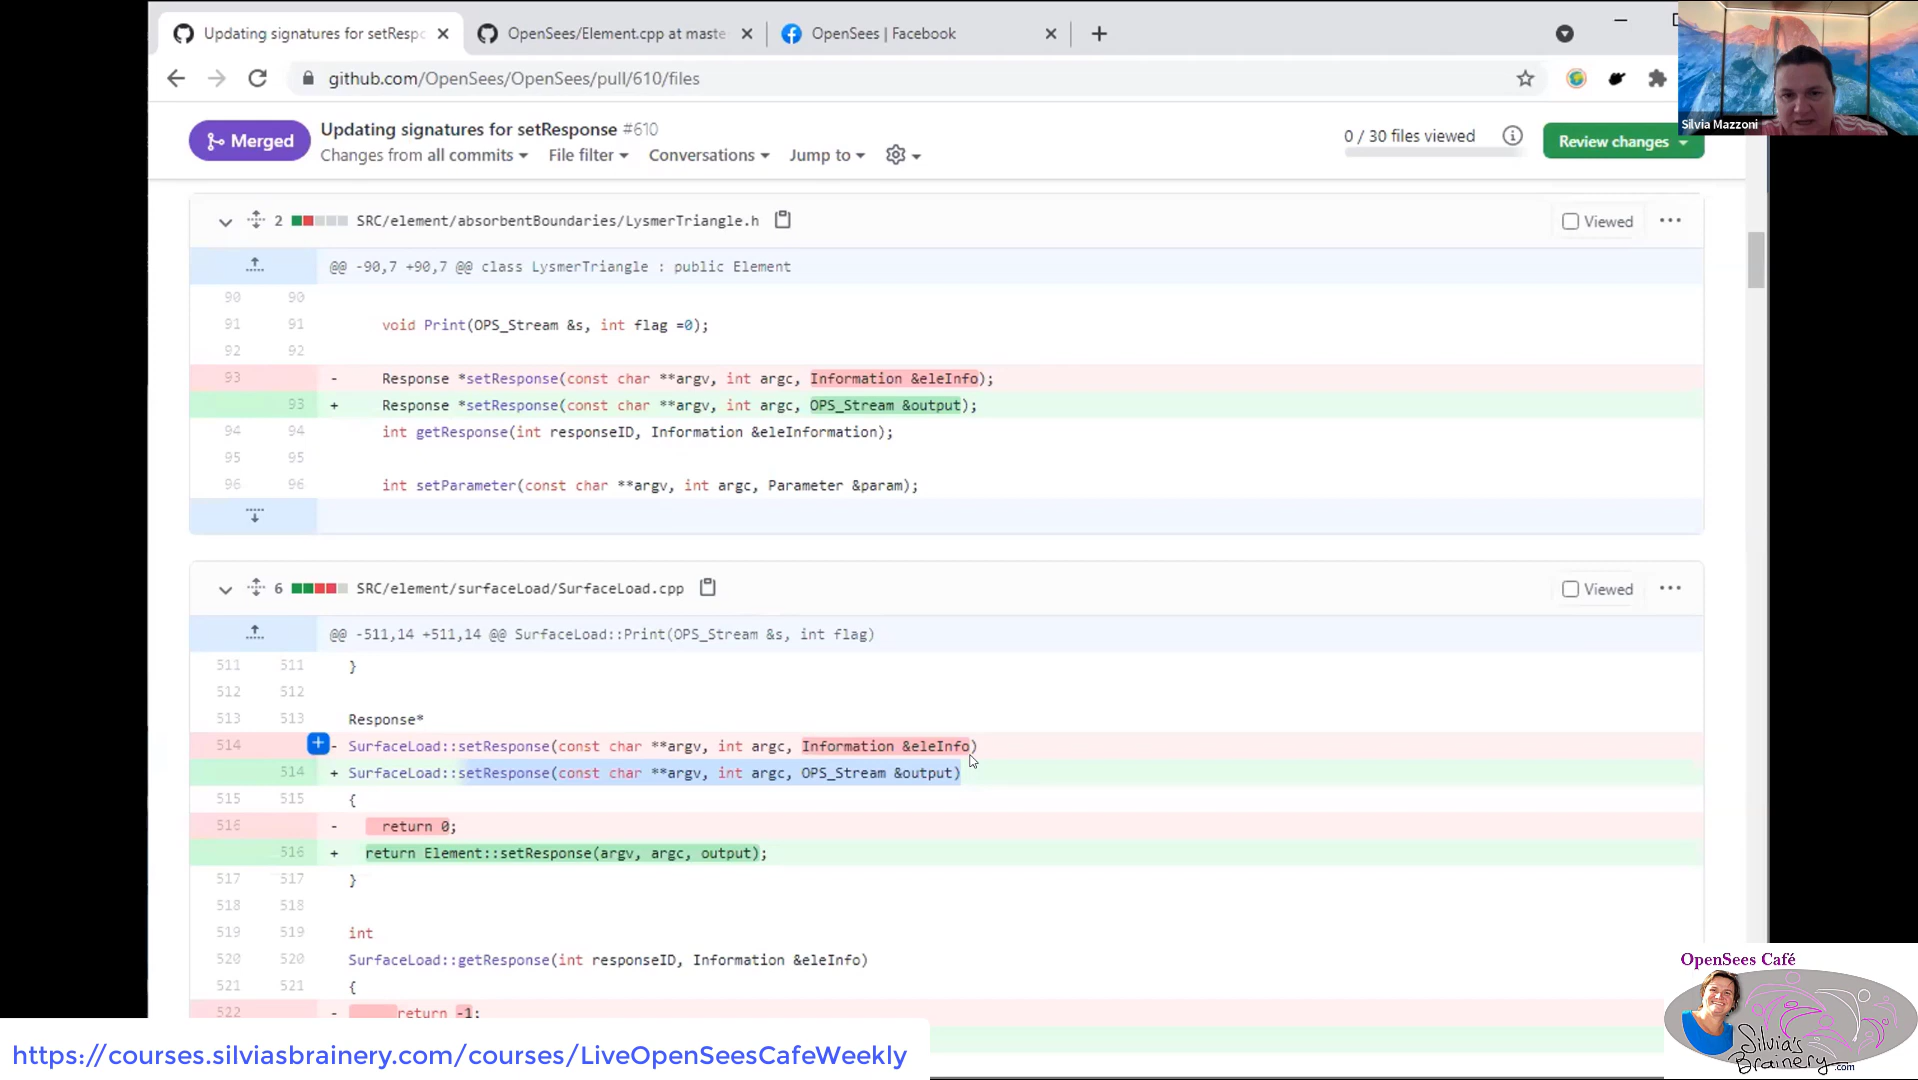 Updating signatures for setRespo
OpenSees/Element.cpp at maste
OpenSees | Facebook
github.com/OpenSees/OpenSees/pull/610/files
Silvia Mazzoni
Merged
Updating signatures for setResponse #610
Changes from all commits
File filter
Conversations
Jump to
0 / 30 files viewed
Review changes
2 SRC/element/absorbentBoundaries/LysmerTriangle.h
Viewed
@@ -90,7 +90,7 @@ class LysmerTriangle : public Element
90 90
91 91 void Print(OPS_Stream &s, int flag =0);
92 92
93 - Response *setResponse(const char **argv, int argc, Information &eleInfo);
93 + Response *setResponse(const char **argv, int argc, OPS_Stream &output);
94 94 int getResponse(int responseID, Information &eleInformation);
95 95
96 96 int setParameter(const char **argv, int argc, Parameter &param);
6 SRC/element/surfaceLoad/SurfaceLoad.cpp
Viewed
@@ -511,14 +511,14 @@ SurfaceLoad::Print(OPS_Stream &s, int flag)
511 511 }
512 512
513 513 Response*
514 - SurfaceLoad::setResponse(const char **argv, int argc, Information &eleInfo)
514 + SurfaceLoad::setResponse(const char **argv, int argc, OPS_Stream &output)
515 515 {
516 - return 0;
516 + return Element::setResponse(argv, argc, output);
517 517 }
518 518
519 519 int
520 520 SurfaceLoad::getResponse(int responseID, Information &eleInfo)
521 521 {
522 - return -1;
OpenSees Café
Silvia's
Brainery.com
https://courses.silviasbrainery.com/courses/LiveOpenSeesCafeWeekly